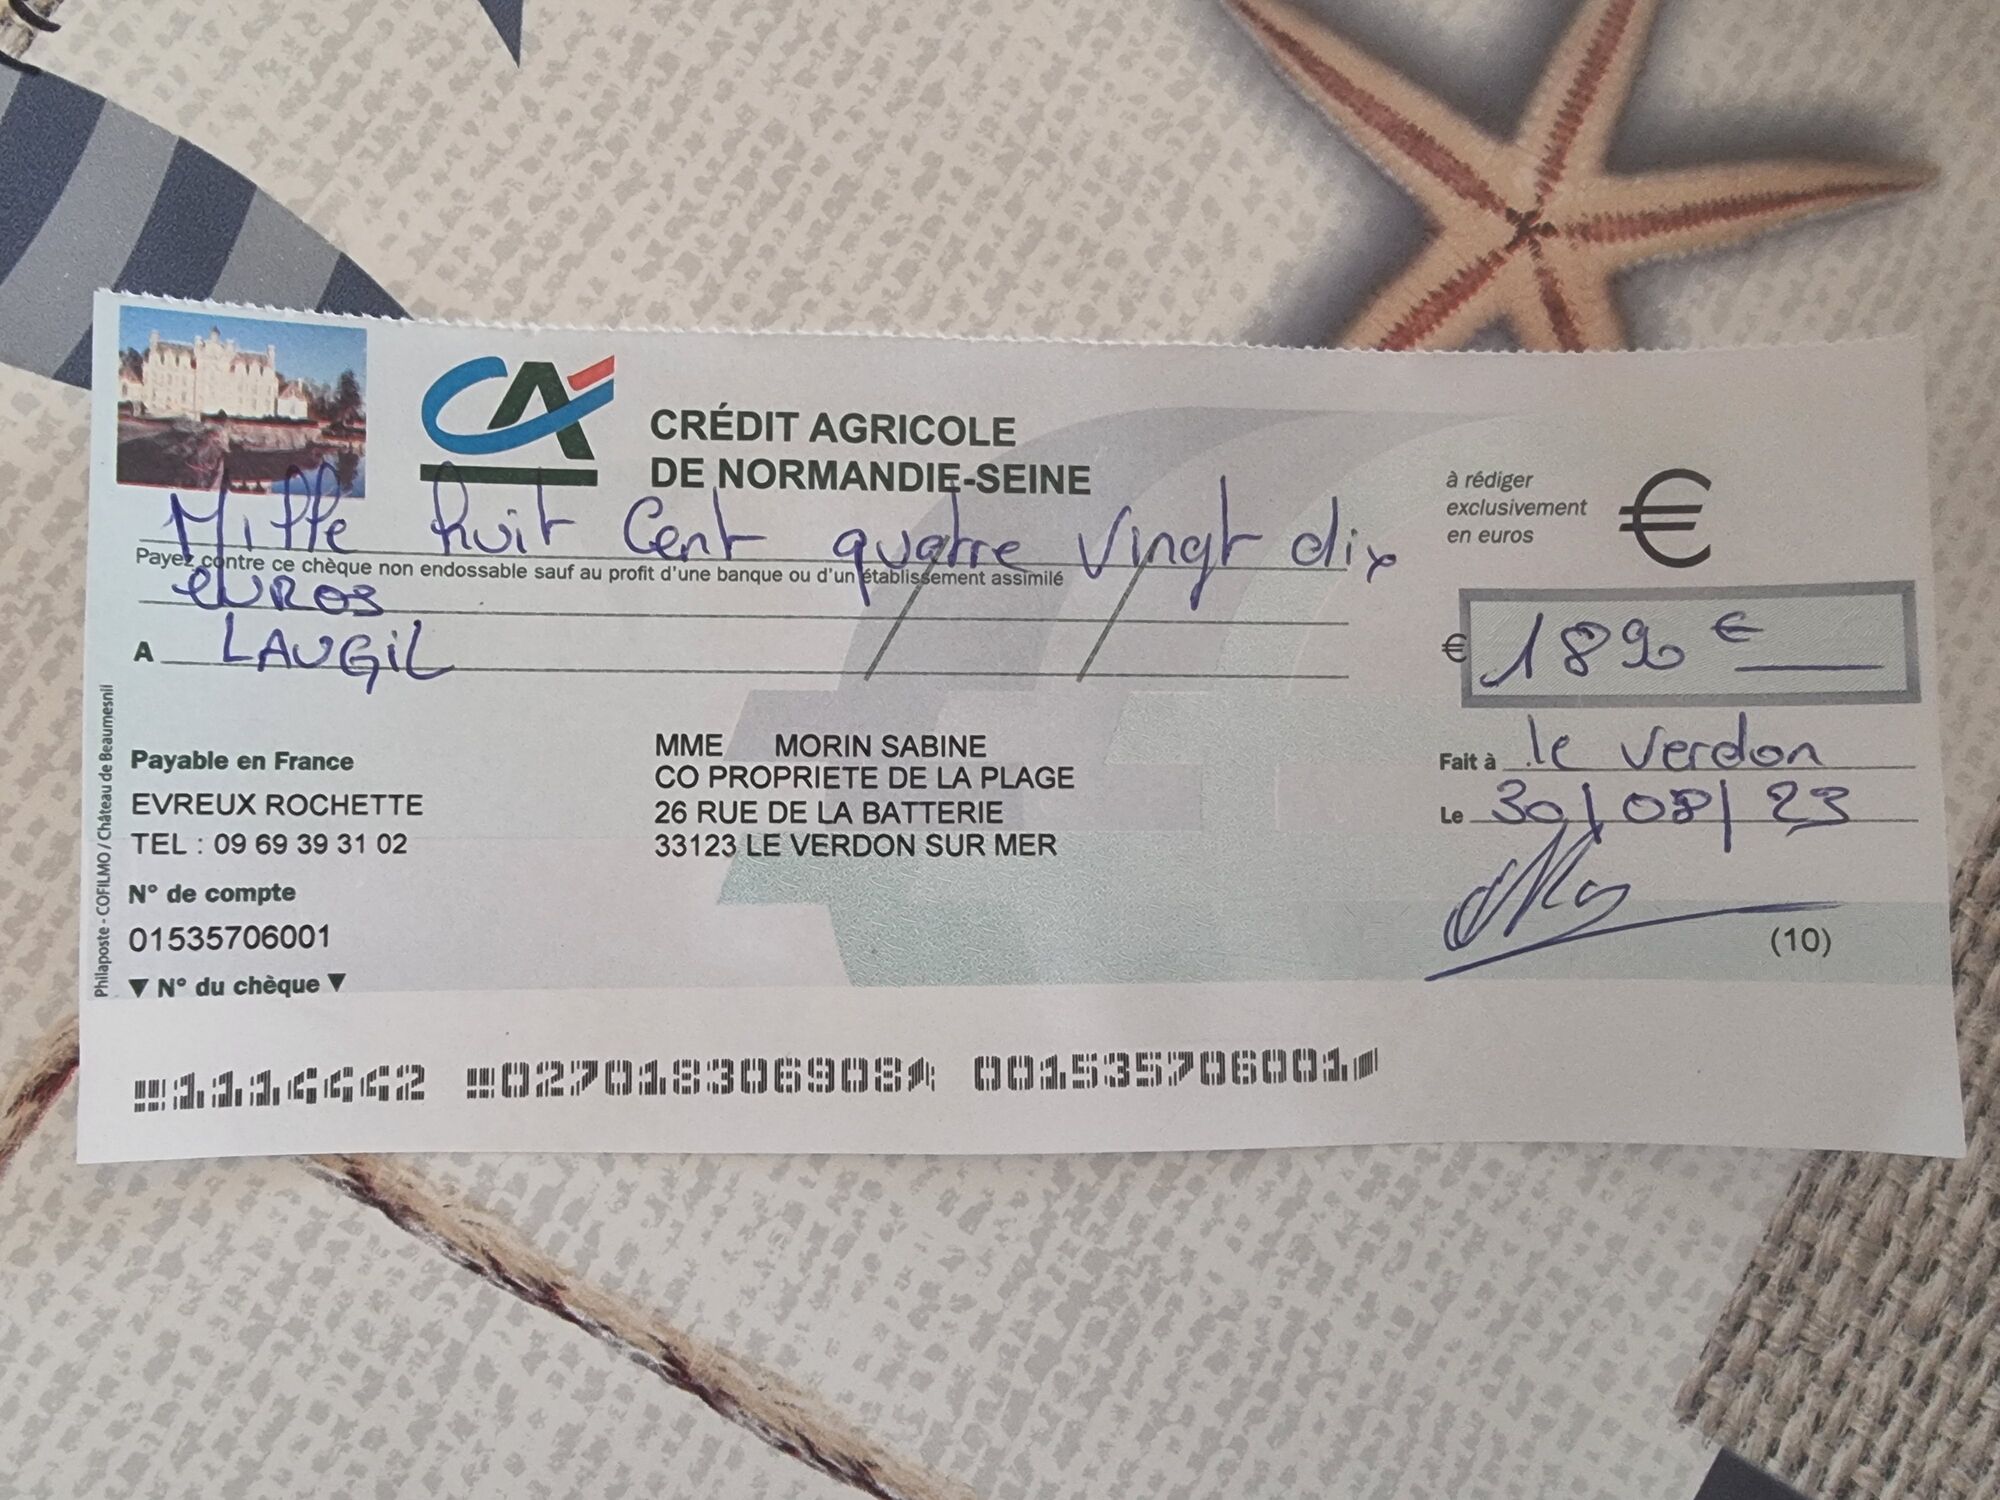 CA
CRÉDIT AGRICOLE
DE NORMANDIE-SEINE
à rédiger
exclusivement
en euros
€
Mille huit Cent quatre vingt dix
Payez contre ce chèque non endossable sauf au profit d'une banque ou d'un établissement assimilé
euros
A LAUGIL
€ 1890 €
Payable en France
EVREUX ROCHETTE
TEL : 09 69 39 31 02
N° de compte
01535706001
▼ N° du chèque ▼
MME MORIN SABINE
CO PROPRIETE DE LA PLAGE
26 RUE DE LA BATTERIE
33123 LE VERDON SUR MER
Fait à le Verdon
Le 30/08/23
(10)
Philaposte - COFILMO / Château de Beaumesnil
1114442 027018306908 001535706001